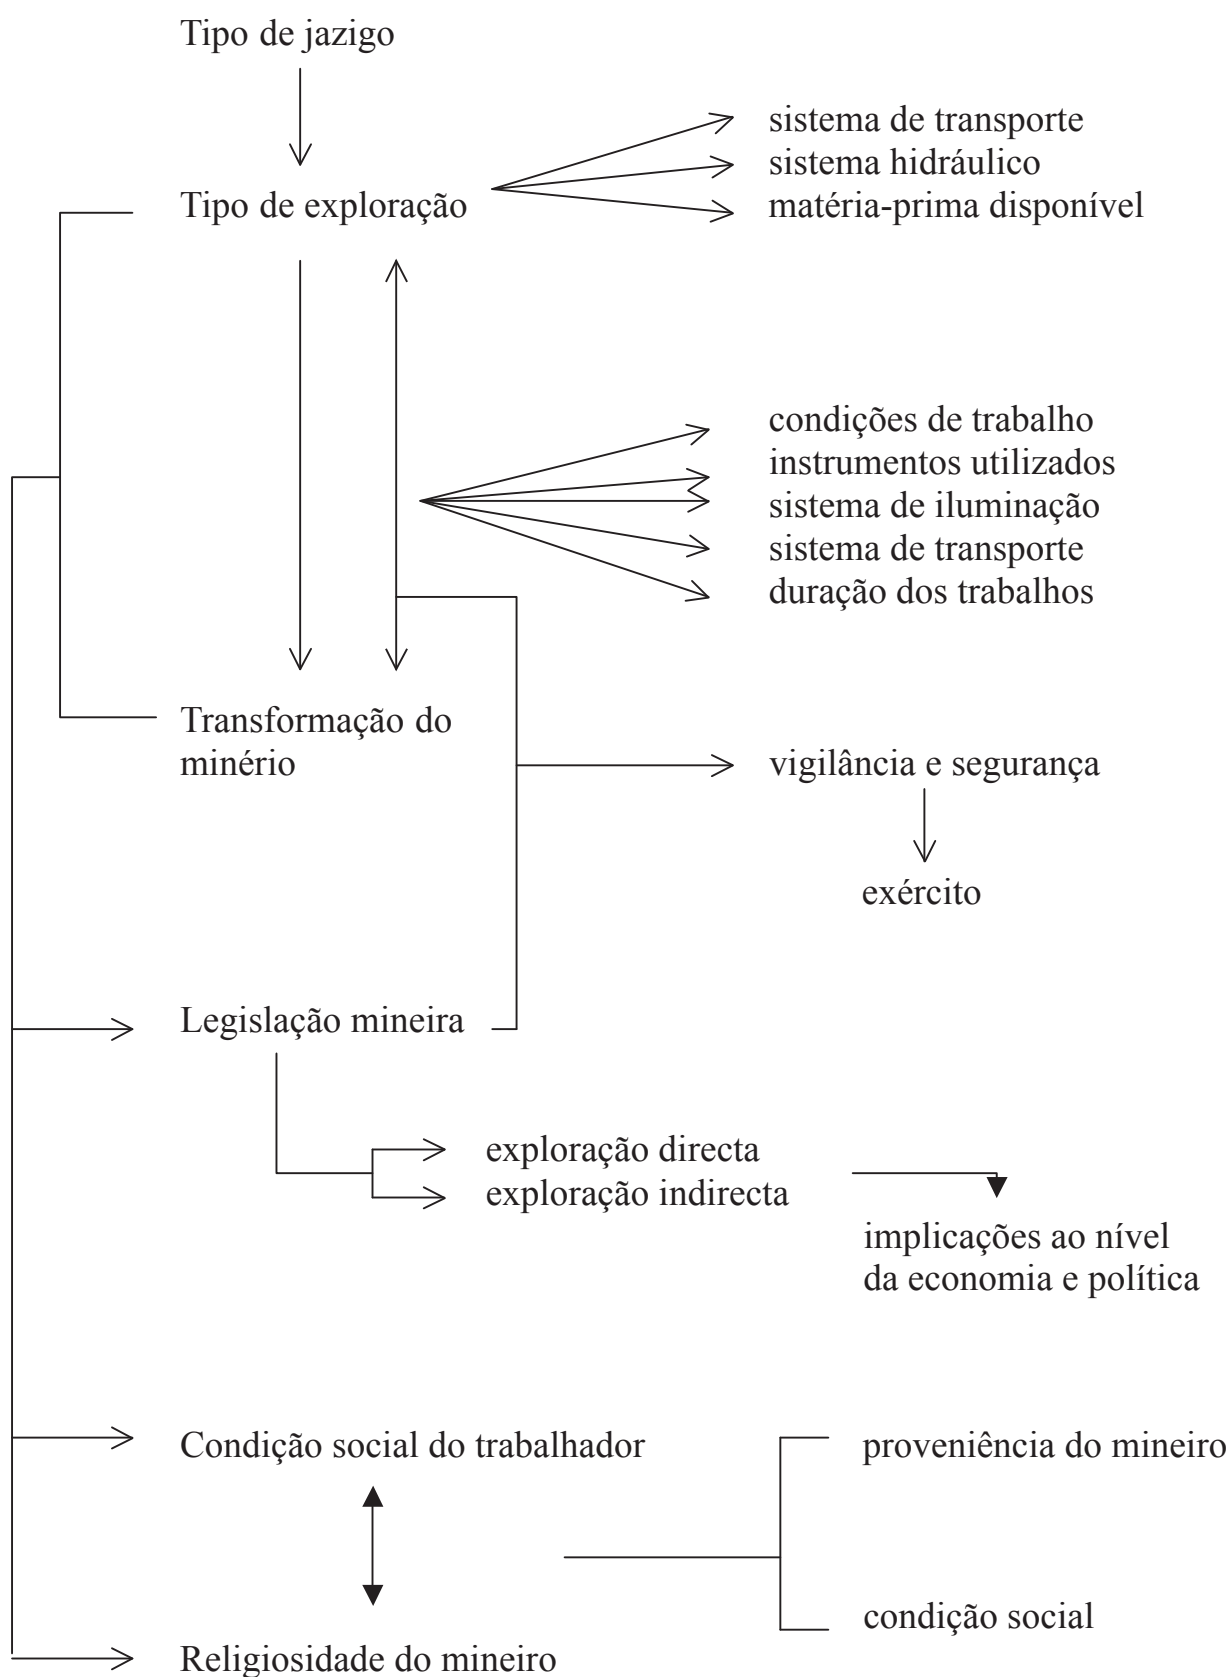 Tipo de jazigo
sistema de transporte
sistema hidráulico
Tipo de exploração
matéria-prima disponível
condições de trabalho
instrumentos utilizados
sistema de iluminação
sistema de transporte
duração dos trabalhos
Transformação do
minério
vigilância e segurança
exército
Legislação mineira
exploração directa
exploração indirecta
implicações ao nível
da economia e política
Condição social do trabalhador
proveniência do mineiro
condição social
Religiosidade do mineiro